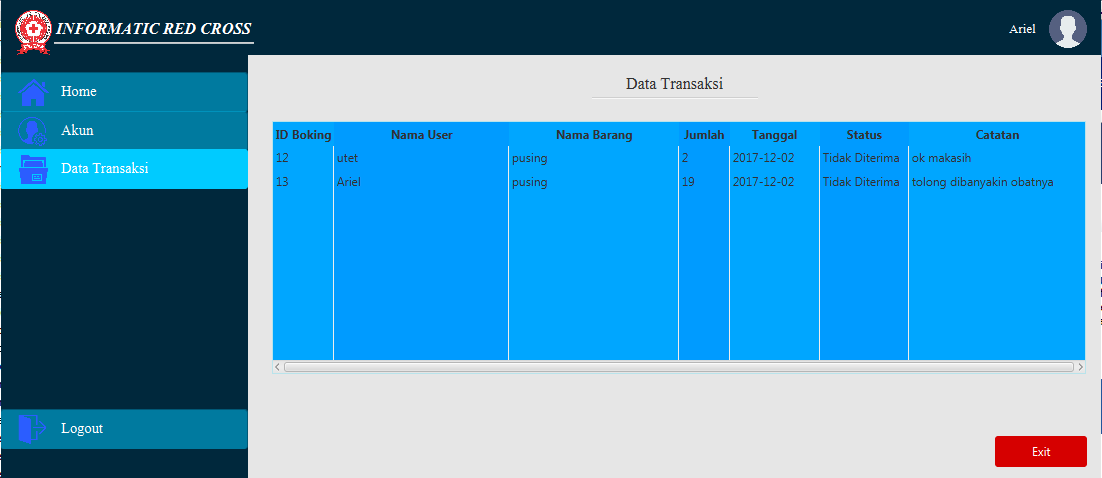 INFORMATIC RED CROSS
Ariel
Home
Akun
Data Transaksi
Logout
Data Transaksi
ID Boking Nama User Nama Barang Jumlah Tanggal Status Catatan
12 utet pusing 2 2017-12-02 Tidak Diterima ok makasih
13 Ariel pusing 19 2017-12-02 Tidak Diterima tolong dibanyakin obatnya
Exit